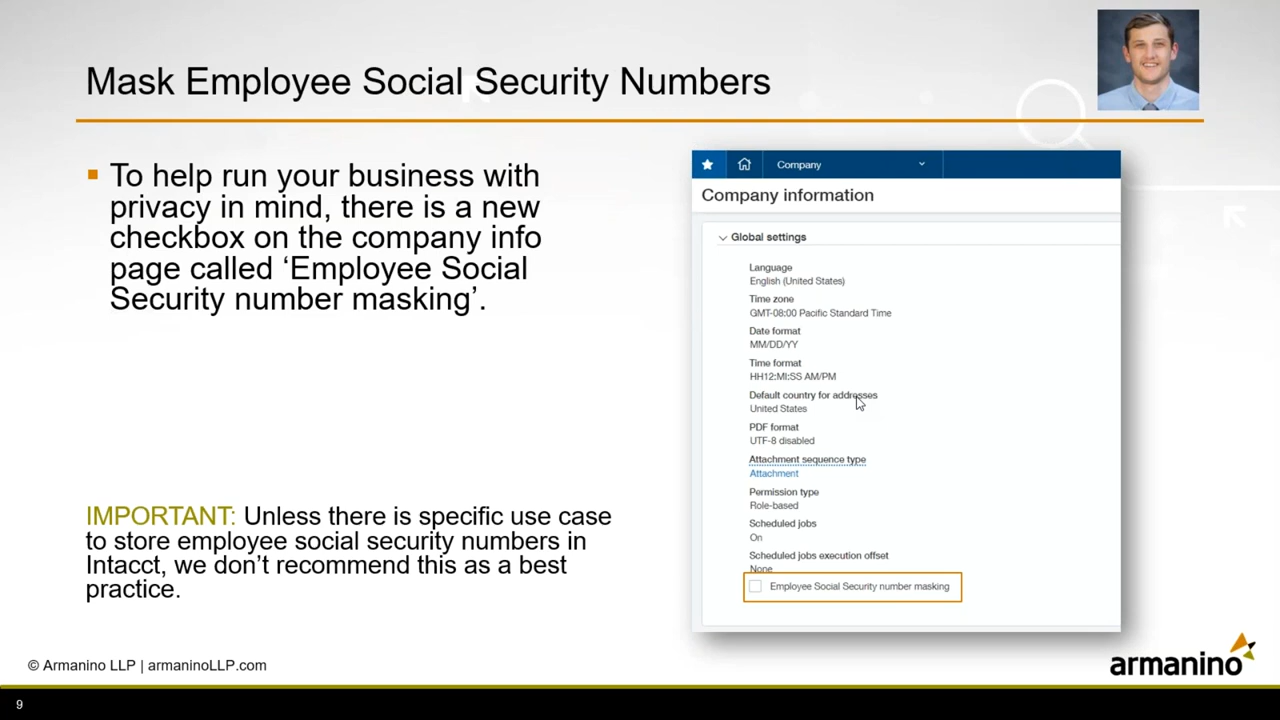 Mask Employee Social Security Numbers
To help run your business with
privacy in mind, there is a new
checkbox on the company info
page called ‘Employee Social
Security number masking’.
IMPORTANT: Unless there is specific use case
to store employee social security numbers in
Intacct, we don’t recommend this as a best
practice.
Company
Company information
Global settings
Language
English (United States)
Time zone
GMT-08:00 Pacific Standard Time
Date format
MM/DD/YY
Time format
HH12:MI:SS AM/PM
Default country for addresses
United States
PDF format
UTF-8 disabled
Attachment sequence type
Attachment
Permission type
Role-based
Scheduled jobs
On
Scheduled jobs execution offset
None
Employee Social Security number masking
© Armanino LLP | armaninoLLP.com
armanino
9